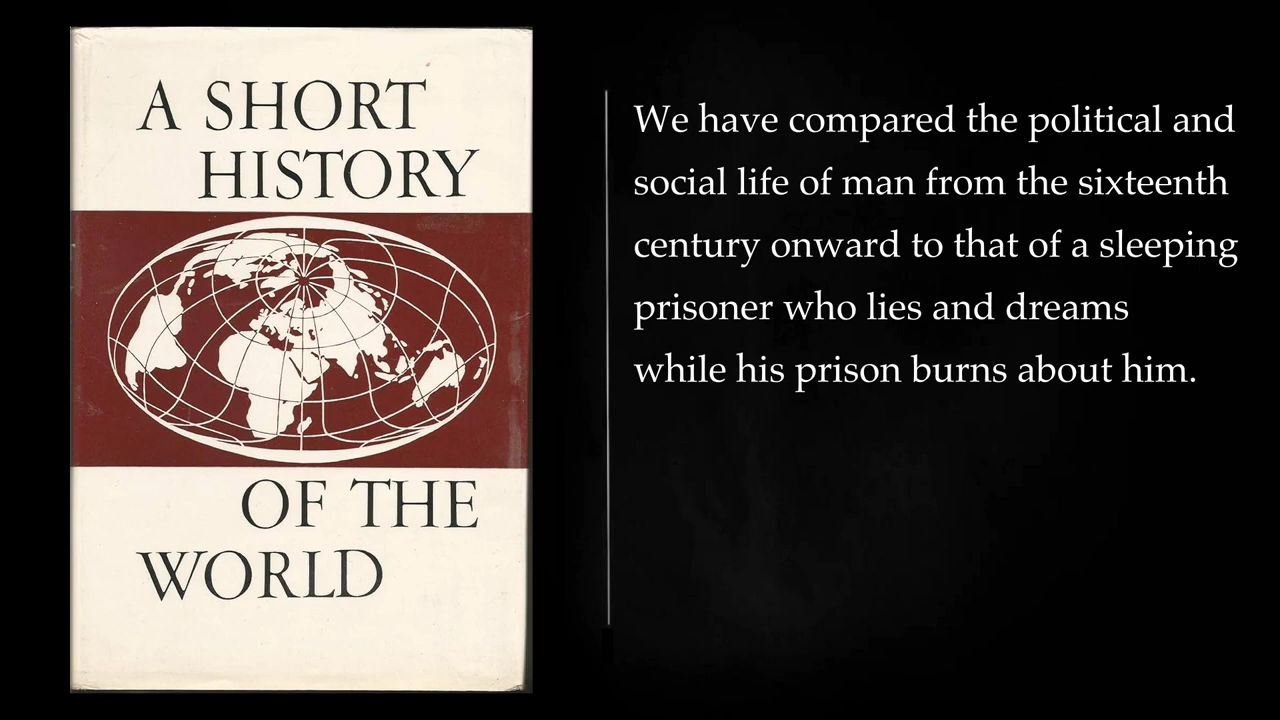 A SHORT
HISTORY
OF THE
WORLD
We have compared the political and
social life of man from the sixteenth
century onward to that of a sleeping
prisoner who lies and dreams
while his prison burns about him.